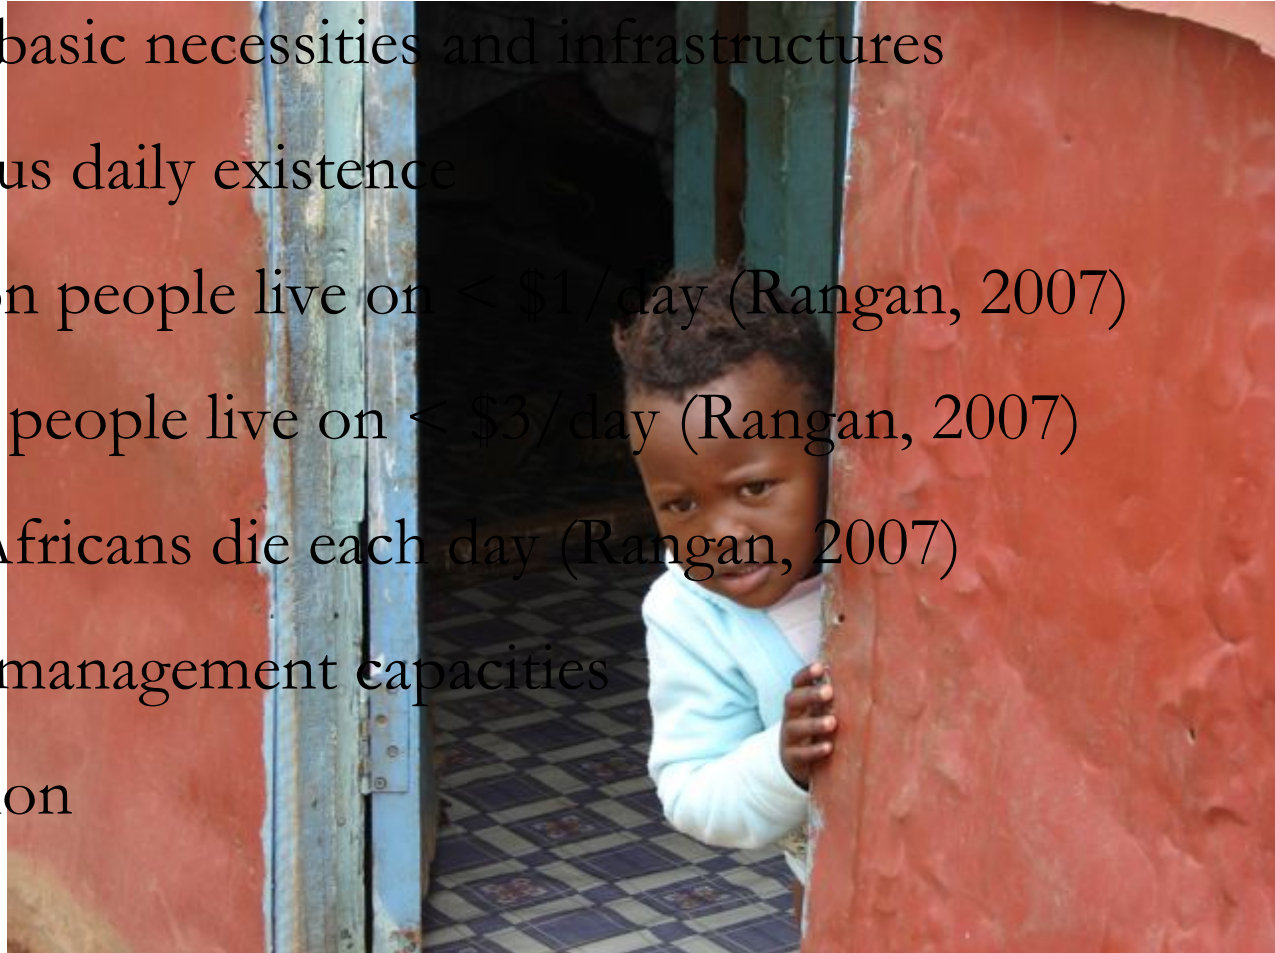 basic necessities and infrastructures
us daily existence
on people live on < $1/day (Rangan, 2007)
people live on < $3/day (Rangan, 2007)
Africans die each day (Rangan, 2007)
management capacities
ion